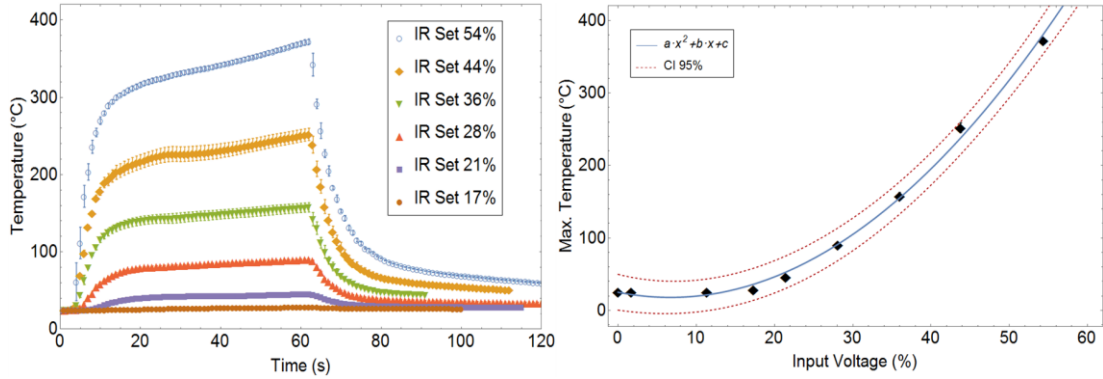 400
300
200
100
0
0
20
40
60
80
100
120
Temperature (°C)
Time (s)
IR Set 54%
IR Set 44%
IR Set 36%
IR Set 28%
IR Set 21%
IR Set 17%
400
300
200
100
0
0
10
20
30
40
50
60
Max. Temperature (°C)
Input Voltage (%)
a·x²+b·x+c
CI 95%